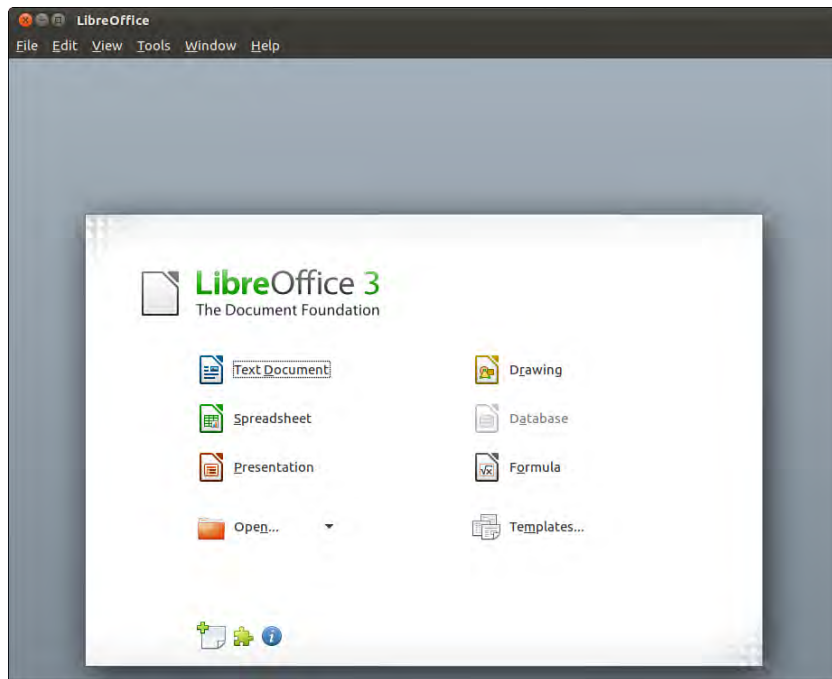 LibreOffice
File Edit View Tools Window Help
LibreOffice 3
The Document Foundation
Text Document
Drawing
Spreadsheet
Database
Presentation
Formula
Open...
Templates...